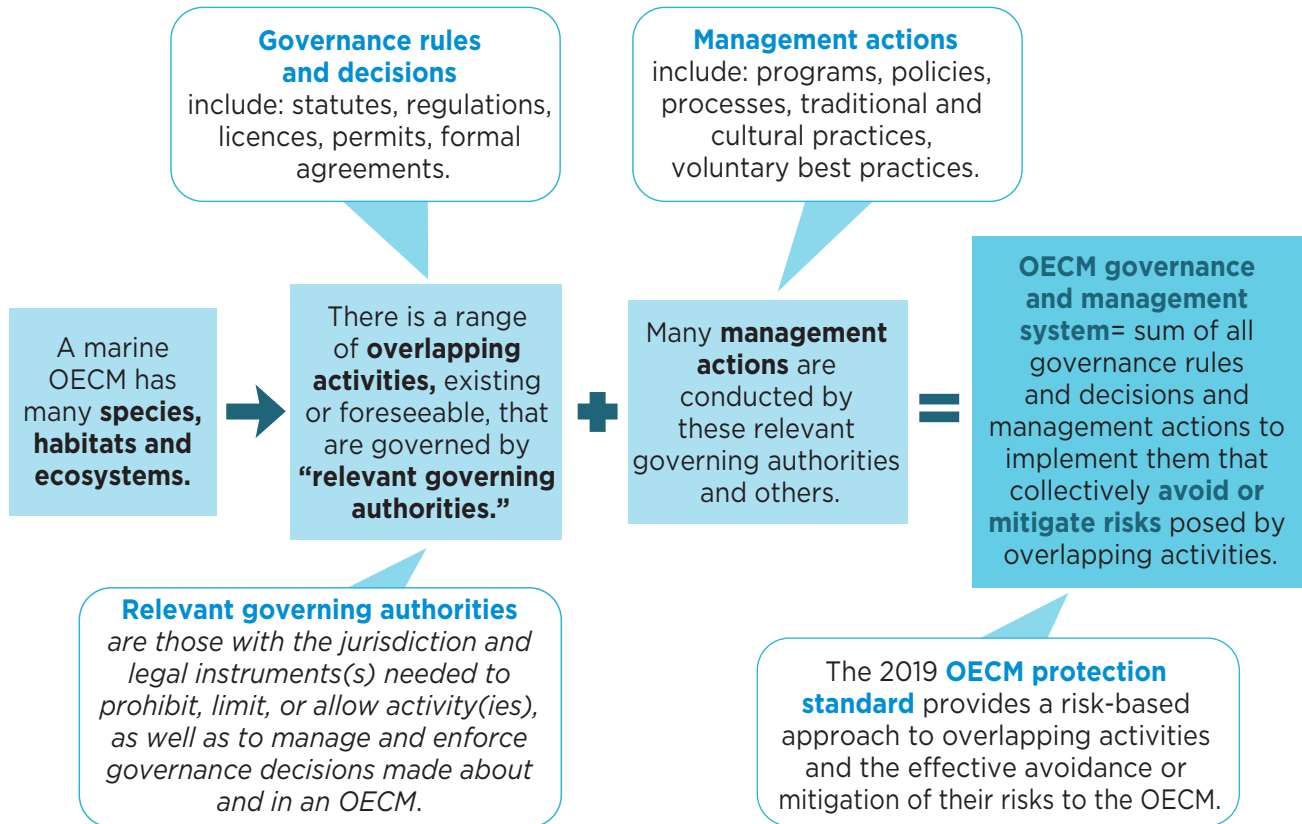 Governance rules
and decisions
include: statutes, regulations,
licences, permits, formal
agreements.
Management actions
include: programs, policies,
processes, traditional and
cultural practices,
voluntary best practices.
A marine
OECM has
many species,
habitats and
ecosystems.
There is a range
of overlapping
activities, existing
or foreseeable, that
are governed by
“relevant governing
authorities.”
Many management
actions are
conducted by
these relevant
governing authorities
and others.
OECM governance
and management
system= sum of all
governance rules
and decisions and
management actions to
implement them that
collectively avoid or
mitigate risks posed by
overlapping activities.
Relevant governing authorities
are those with the jurisdiction and
legal instruments(s) needed to
prohibit, limit, or allow activity(ies),
as well as to manage and enforce
governance decisions made about
and in an OECM.
The 2019 OECM protection
standard provides a risk-based
approach to overlapping activities
and the effective avoidance or
mitigation of their risks to the OECM.